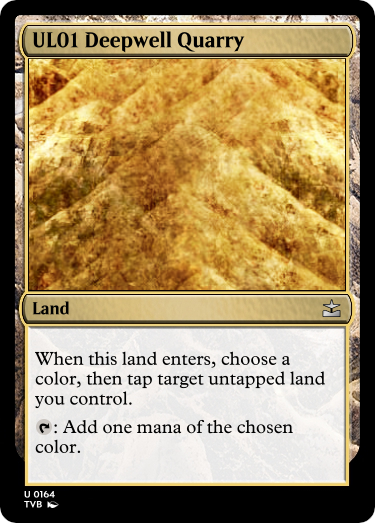 UL01 Deepwell Quarry
Land
When this land enters, choose a
color, then tap target untapped land
you control.
: Add one mana of the chosen
color.
U 0164
TVB